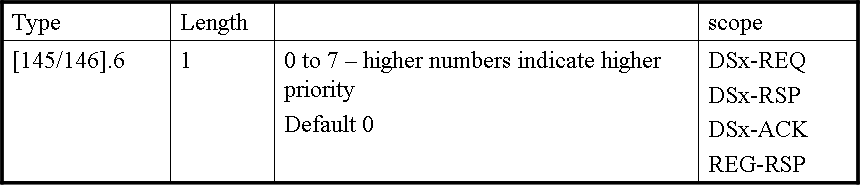 Type Length scope
[145/146].6 1 0 to 7 – higher numbers indicate higher DSx-REQ
priority DSx-RSP
Default 0 DSx-ACK
REG-RSP